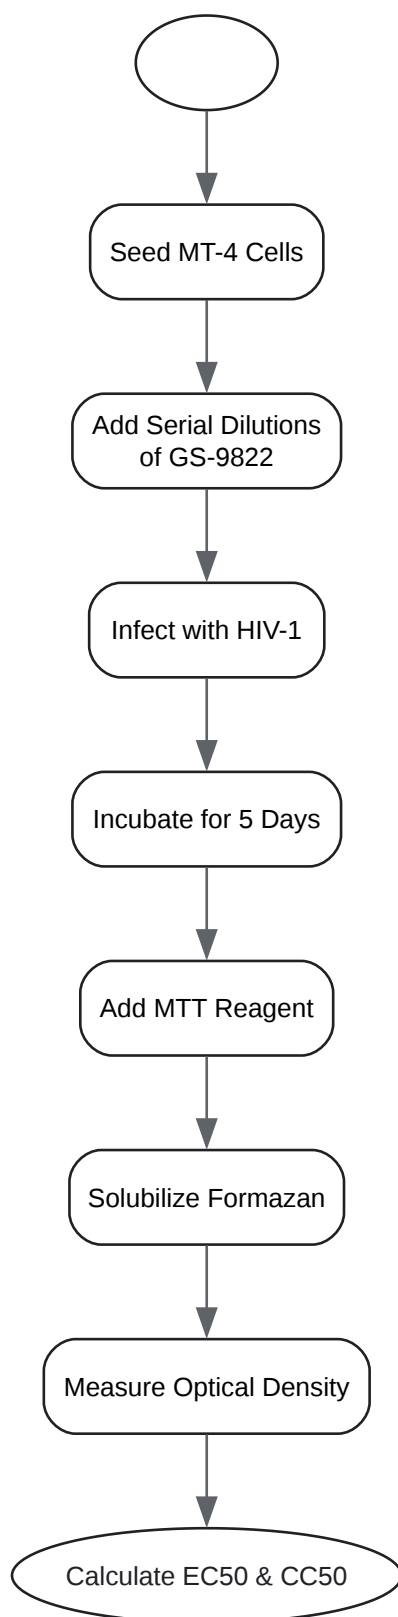 Seed MT-4 Cells
Add Serial Dilutions
of GS-9822
Infect with HIV-1
Incubate for 5 Days
Add MTT Reagent
Solubilize Formazan
Measure Optical Density
Calculate EC50 & CC50